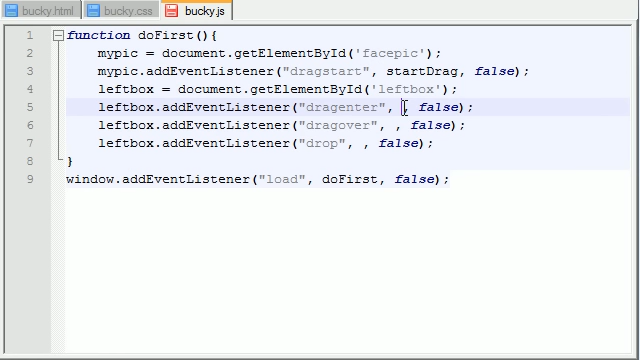 bucky.html bucky.css bucky.js
1 function doFirst(){
2 mypic = document.getElementById('facepic');
3 mypic.addEventListener("dragstart", startDrag, false);
4 leftbox = document.getElementById('leftbox');
5 leftbox.addEventListener("dragenter", , false);
6 leftbox.addEventListener("dragover", , false);
7 leftbox.addEventListener("drop", , false);
8 }
9 window.addEventListener("load", doFirst, false);